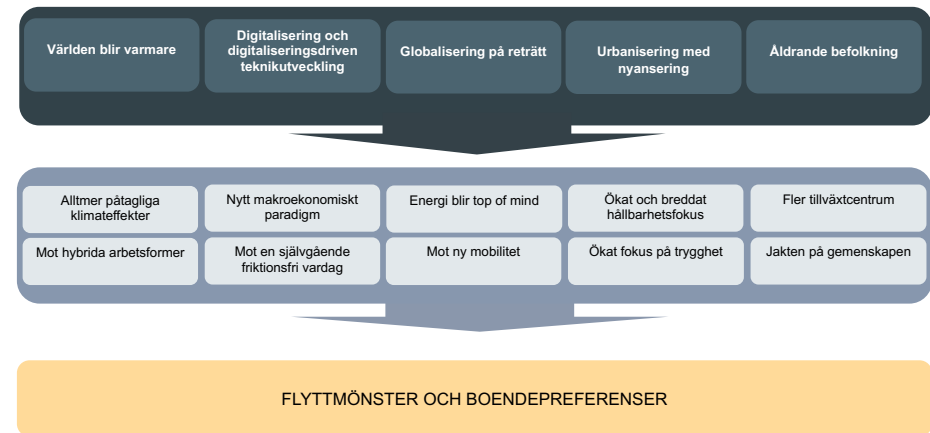 Världen blir varmare
Digitalisering och
digitaliseringsdriven
teknikutveckling
Globalisering på reträtt
Urbanisering med
nyansering
Åldrande befolkning
Alltmer påtagliga
klimateffekter
Nytt makroekonomiskt
paradigm
Energi blir top of mind
Ökat och breddat
hållbarhetsfokus
Fler tillväxtcentrum
Mot hybrida arbetsformer
Mot en självgående
friktionsfri vardag
Mot ny mobilitet
Ökat fokus på trygghet
Jakten på gemenskapen
FLYTTMÖNSTER OCH BOENDEPREFERENSER